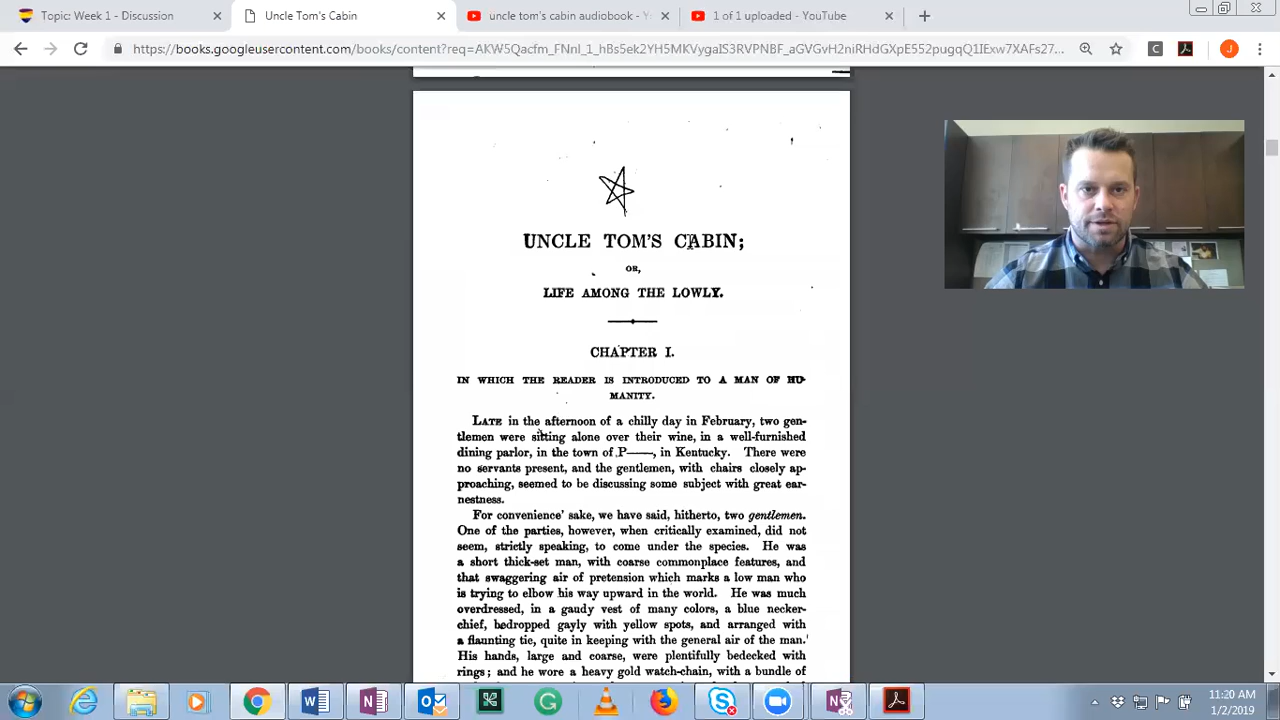 Topic: Week 1 - Discussion
Uncle Tom's Cabin
uncle tom's cabin audiobook - Y
1 of 1 uploaded - YouTube
https://books.googleusercontent.com/books/content?req=AKW5Qacfm_FNnl_1_hBs5ek2YH5MKVygaIS3RVPNBF_aGVGvH2niRHdGXpE552pugqQ1IExw7XAFs27...
UNCLE TOM'S CABIN;
OR,
LIFE AMONG THE LOWLY.
CHAPTER I.
IN WHICH THE READER IS INTRODUCED TO A MAN OF HU-
MANITY.
LATE in the afternoon of a chilly day in February, two gen-
tlemen were sitting alone over their wine, in a well-furnished
dining parlor, in the town of P——, in Kentucky. There were
no servants present, and the gentlemen, with chairs closely ap-
proaching, seemed to be discussing some subject with great ear-
nestness.
For convenience' sake, we have said, hitherto, two gentlemen.
One of the parties, however, when critically examined, did not
seem, strictly speaking, to come under the species. He was
a short thick-set man, with coarse commonplace features, and
that swaggering air of pretension which marks a low man who
is trying to elbow his way upward in the world. He was much
overdressed, in a gaudy vest of many colors, a blue necker-
chief, bedropped gayly with yellow spots, and arranged with
a flaunting tie, quite in keeping with the general air of the man.
His hands, large and coarse, were plentifully bedecked with
rings; and he wore a heavy gold watch-chain, with a bundle of
11:20 AM
1/2/2019